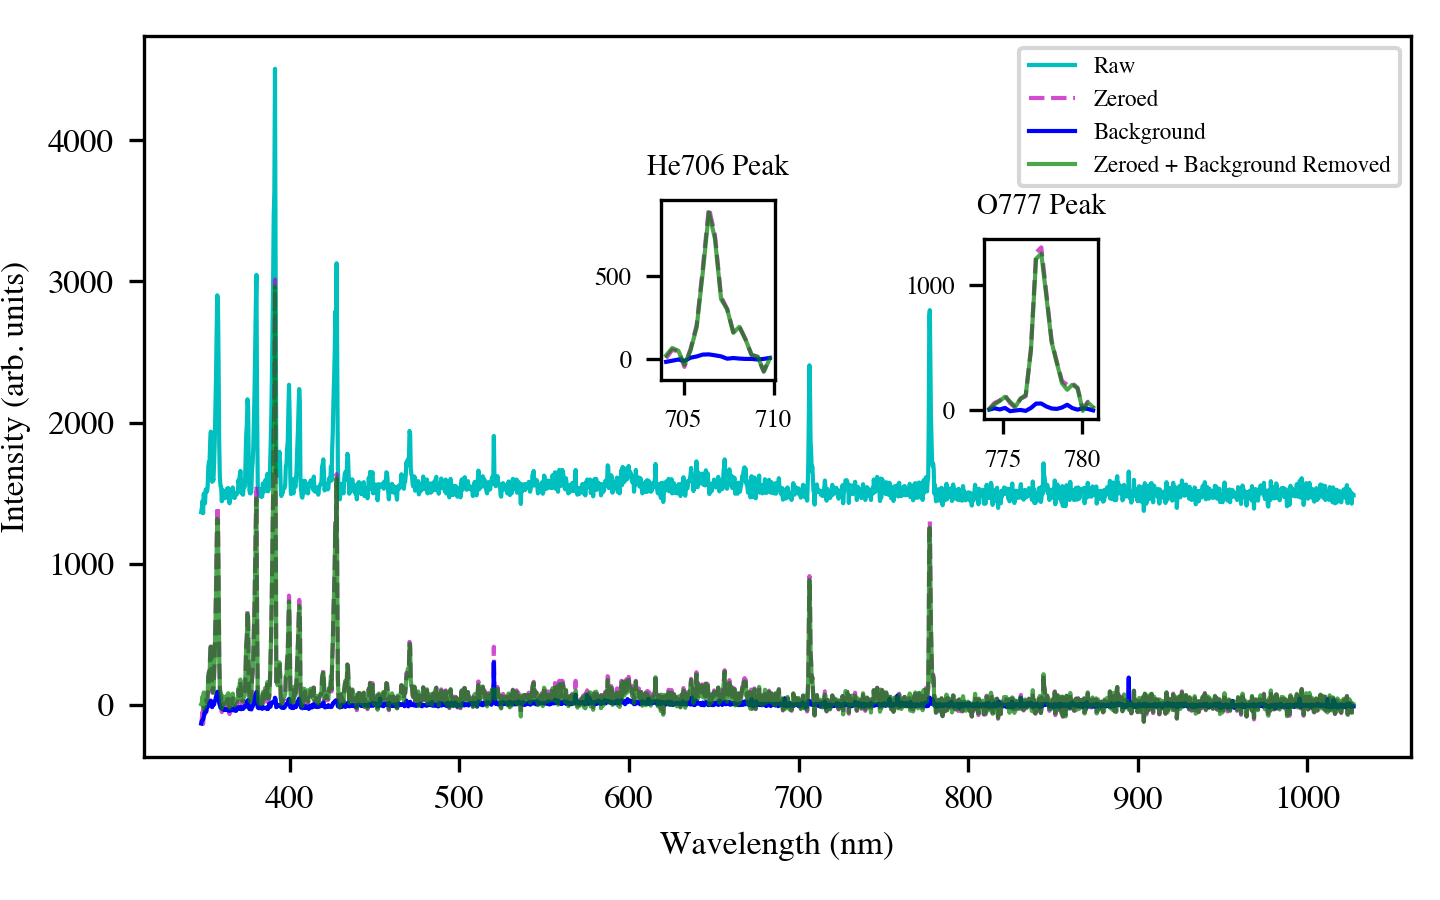 Raw
Zeroed
Background
Zeroed + Background Removed
He706 Peak
500
0
705 710
O777 Peak
1000
0
775 780
Intensity (arb. units)
4000
3000
2000
1000
0
400 500 600 700 800 900 1000
Wavelength (nm)